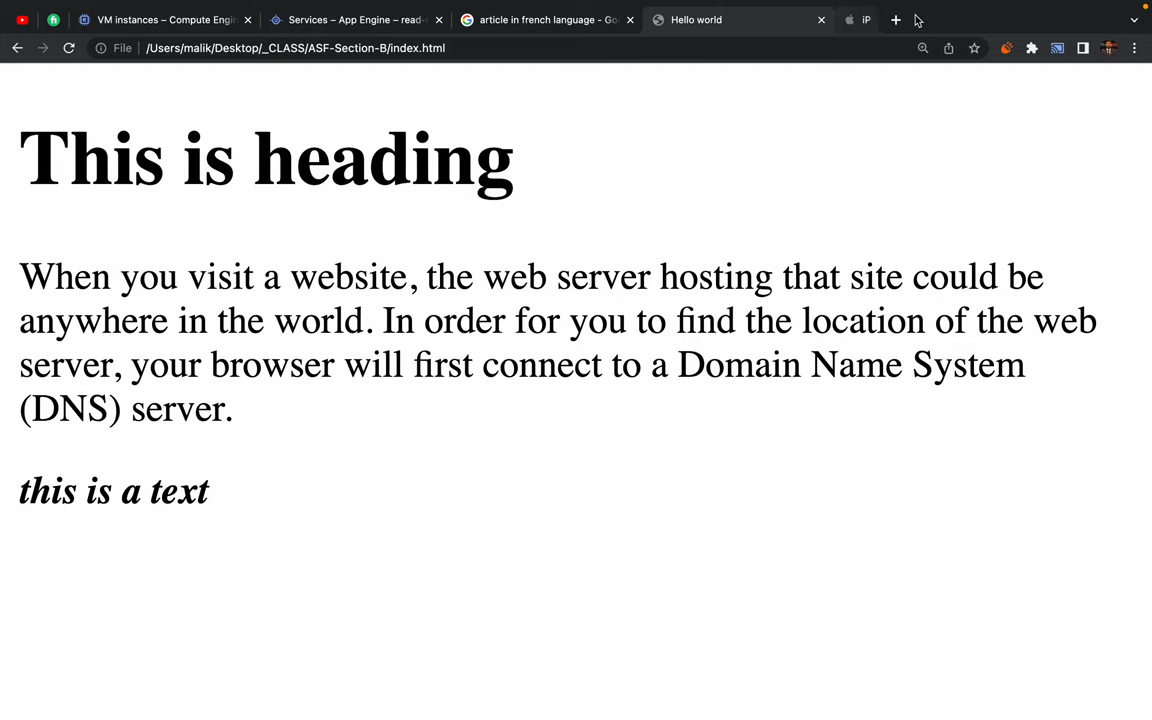 VM instances – Compute Engin
Services – App Engine – read-
article in french language - Go
Hello world
iP
File
/Users/malik/Desktop/_CLASS/ASF-Section-B/index.html
This is heading
When you visit a website, the web server hosting that site could be
anywhere in the world. In order for you to find the location of the web
server, your browser will first connect to a Domain Name System
(DNS) server.
this is a text